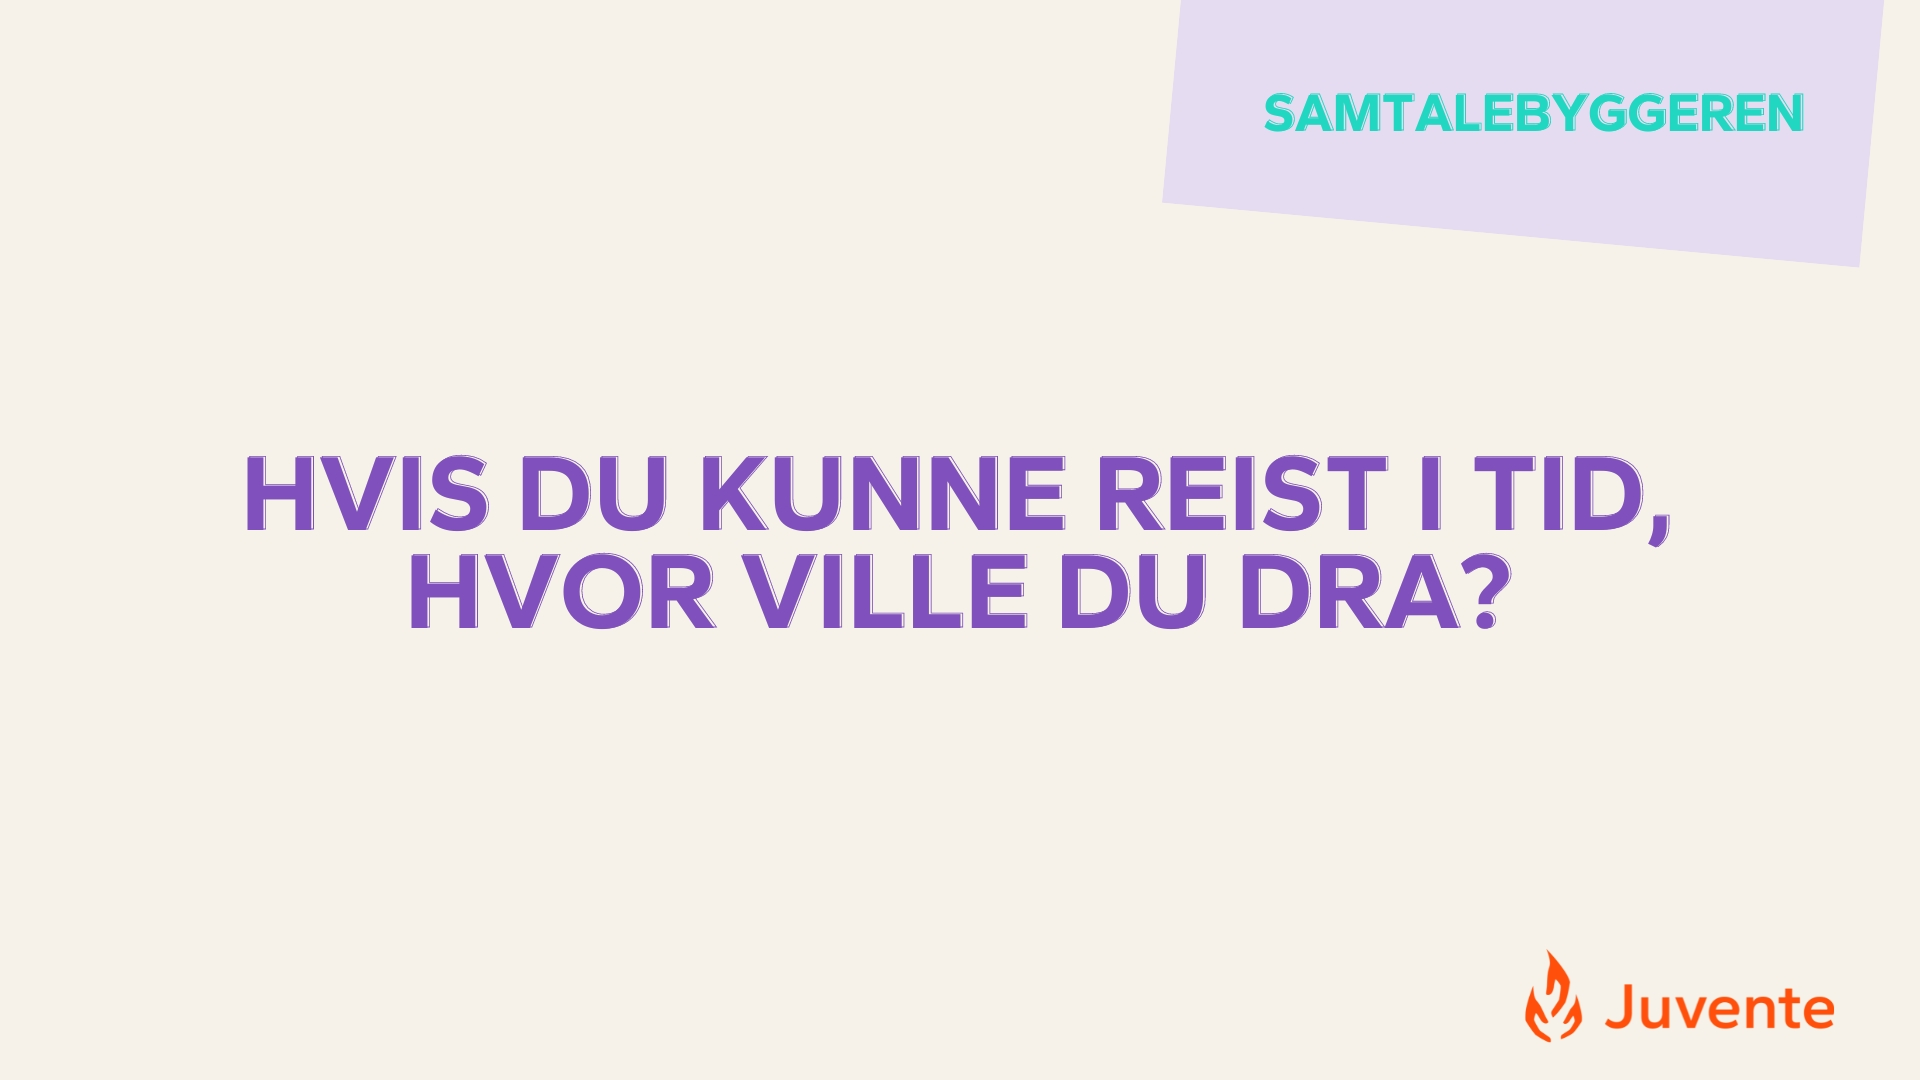 SAMTALEBYGGEREN
HVIS DU KUNNE REIST I TID,
HVOR VILLE DU DRA?
Juvente